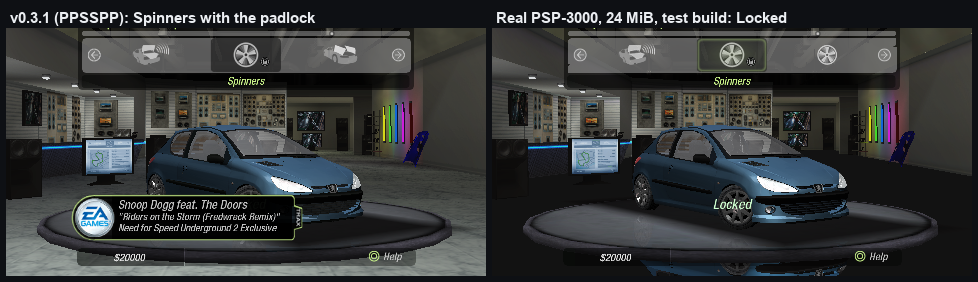 v0.3.1 (PPSSPP): Spinners with the padlock
Spinners
EA
GAMES
Snoop Dogg feat. The Doors
"Riders on the Storm (Fredwreck Remix)"
Need for Speed Underground 2 Exclusive
$20000
Help
Real PSP-3000, 24 MiB, test build: Locked
Spinners
Locked
$20000
Help